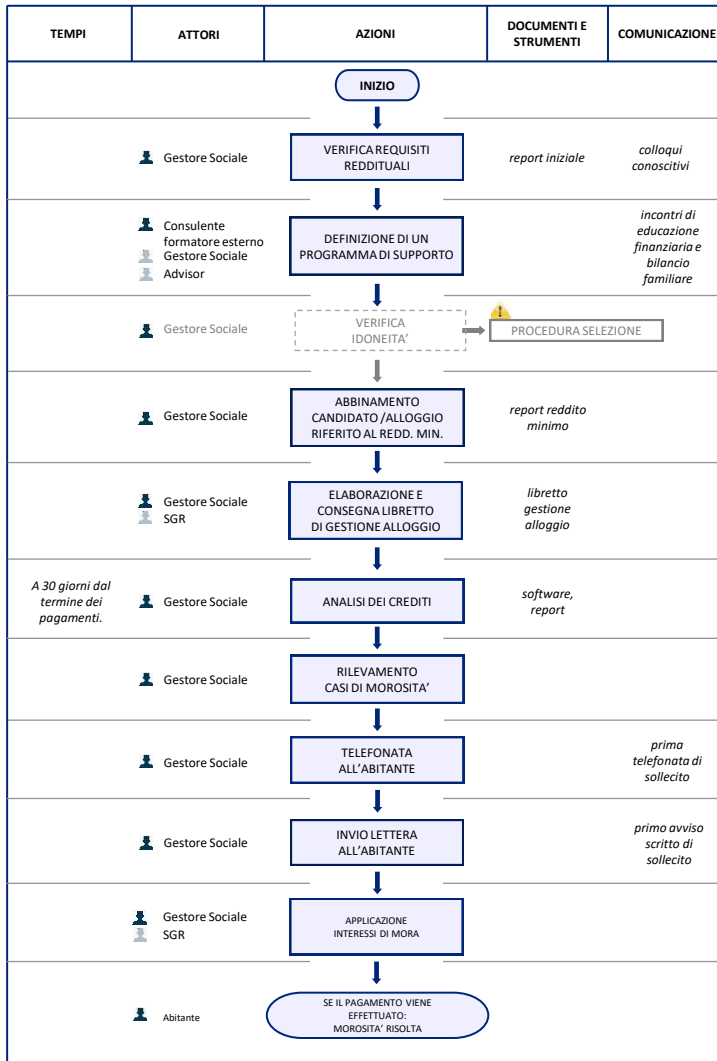 TEMPI
ATTORI
AZIONI
DOCUMENTI E
STRUMENTI
COMUNICAZIONE
INIZIO
Gestore Sociale
VERIFICA REQUISITI
REDDITUALI
report iniziale
colloqui
conoscitivi
Consulente
formatore esterno
Gestore Sociale
Advisor
DEFINIZIONE DI UN
PROGRAMMA DI SUPPORTO
incontri di
educazione
finanziaria e
bilancio
familiare
Gestore Sociale
VERIFICA
IDONEITA’
PROCEDURA SELEZIONE
Gestore Sociale
ABBINAMENTO
CANDIDATO /ALLOGGIO
RIFERITO AL REDD. MIN.
report reddito
minimo
Gestore Sociale
SGR
ELABORAZIONE E
CONSEGNA LIBRETTO
DI GESTIONE ALLOGGIO
libretto
gestione
alloggio
A 30 giorni dal
termine dei
pagamenti.
Gestore Sociale
ANALISI DEI CREDITI
software,
report
Gestore Sociale
RILEVAMENTO
CASI DI MOROSITA’
Gestore Sociale
TELEFONATA
ALL’ABITANTE
prima
telefonata di
sollecito
Gestore Sociale
INVIO LETTERA
ALL’ABITANTE
primo avviso
scritto di
sollecito
Gestore Sociale
SGR
APPLICAZIONE
INTERESSI DI MORA
Abitante
SE IL PAGAMENTO VIENE
EFFETTUATO:
MOROSITA’ RISOLTA